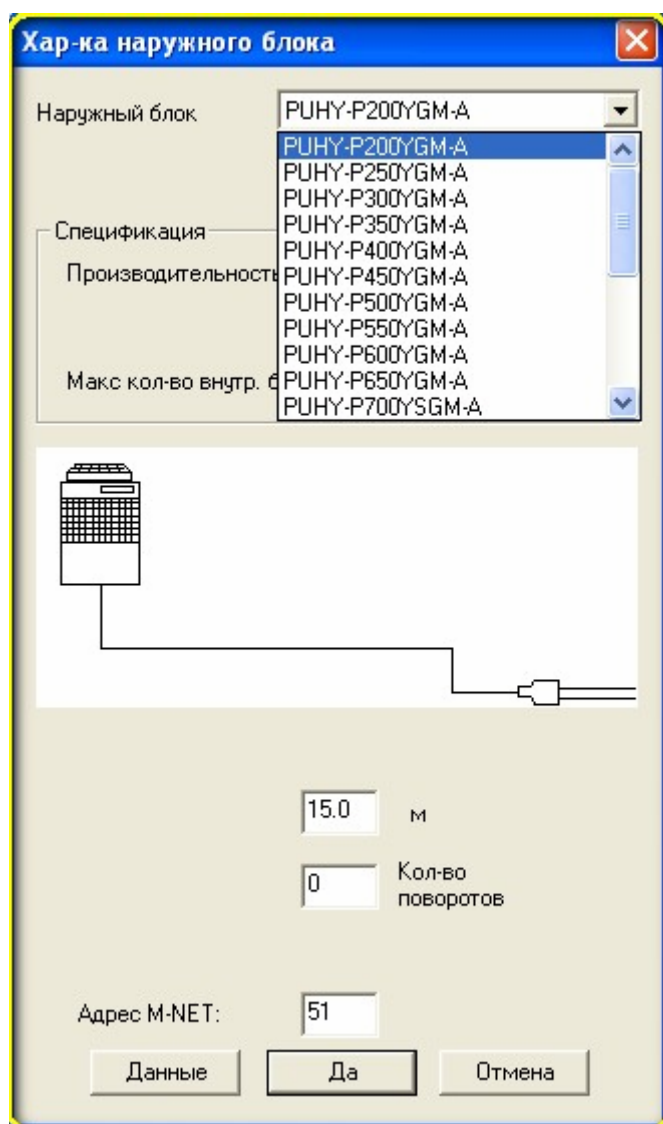 Хар-ка наружного блока
Наружный блок PUHY-P200YGM-A
PUHY-P200YGM-A
PUHY-P250YGM-A
PUHY-P300YGM-A
Спецификация PUHY-P350YGM-A
PUHY-P400YGM-A
Производительность PUHY-P450YGM-A
PUHY-P500YGM-A
PUHY-P550YGM-A
PUHY-P600YGM-A
Макс кол-во внутр. PUHY-P650YGM-A
PUHY-P700YSGM-A
15.0 м
0 Кол-во
поворотов
Адрес M-NET: 51
Данные Да Отмена